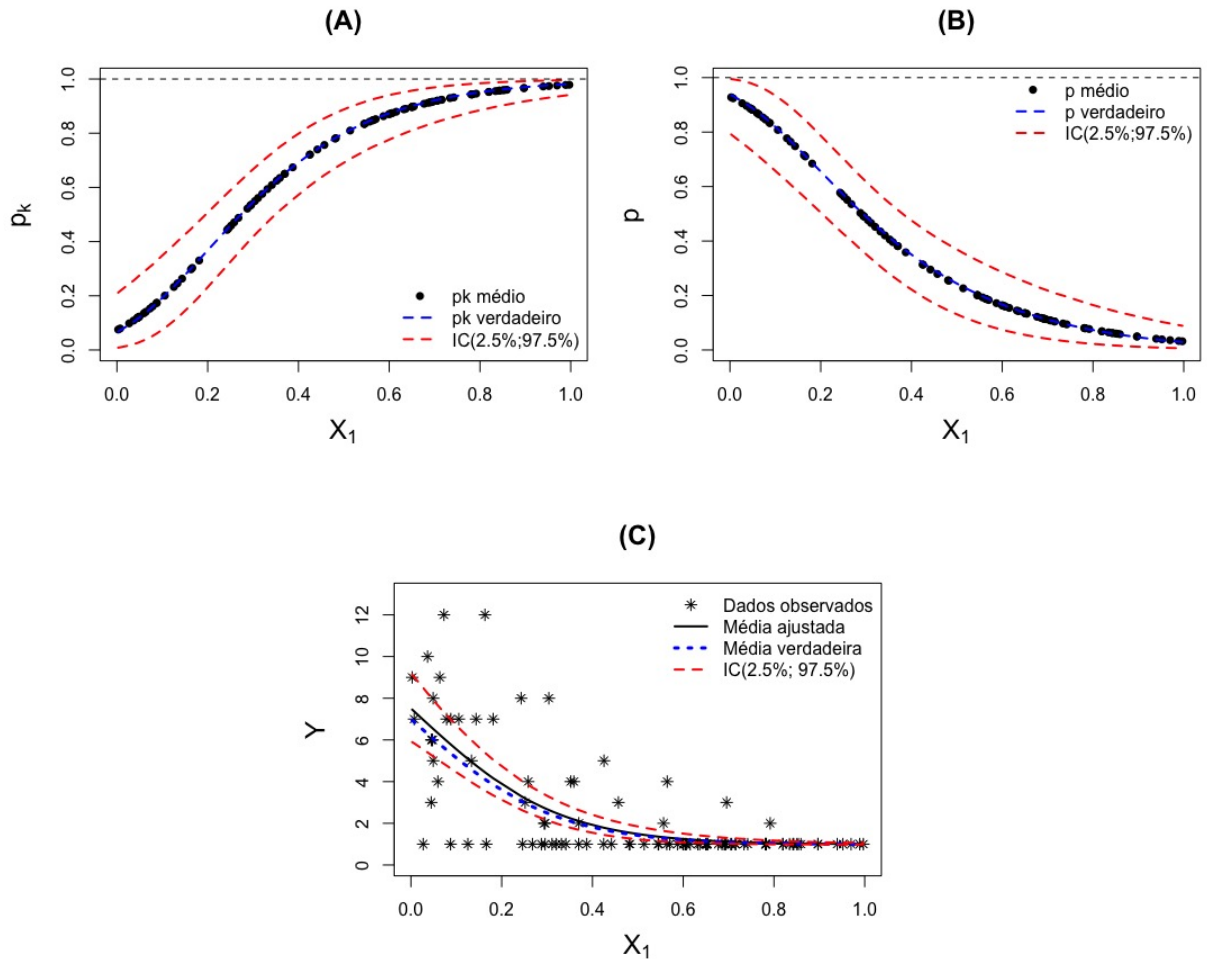 (A)
pₖ
0.0 0.2 0.4 0.6 0.8 1.0
pk médio
pk verdadeiro
IC(2.5%;97.5%)
0.0 0.2 0.4 0.6 0.8 1.0
X₁
(B)
p
0.0 0.2 0.4 0.6 0.8 1.0
p médio
p verdadeiro
IC(2.5%;97.5%)
0.0 0.2 0.4 0.6 0.8 1.0
X₁
(C)
Y
0 2 4 6 8 10 12
Dados observados
Média ajustada
Média verdadeira
IC(2.5%; 97.5%)
0.0 0.2 0.4 0.6 0.8 1.0
X₁